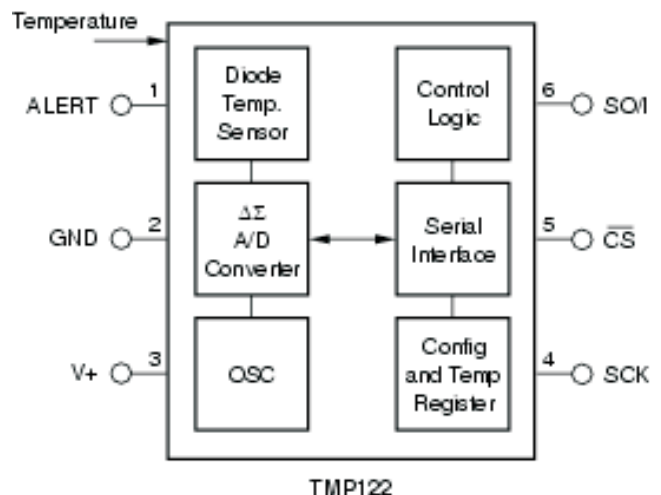 Temperature
ALERT
1
GND
2
V+
3
Diode
Temp.
Sensor
ΔΣ
A/D
Converter
OSC
Control
Logic
Serial
Interface
Config
and Temp
Register
6
SO/I
5
C̅S̅
4
SCK
TMP122